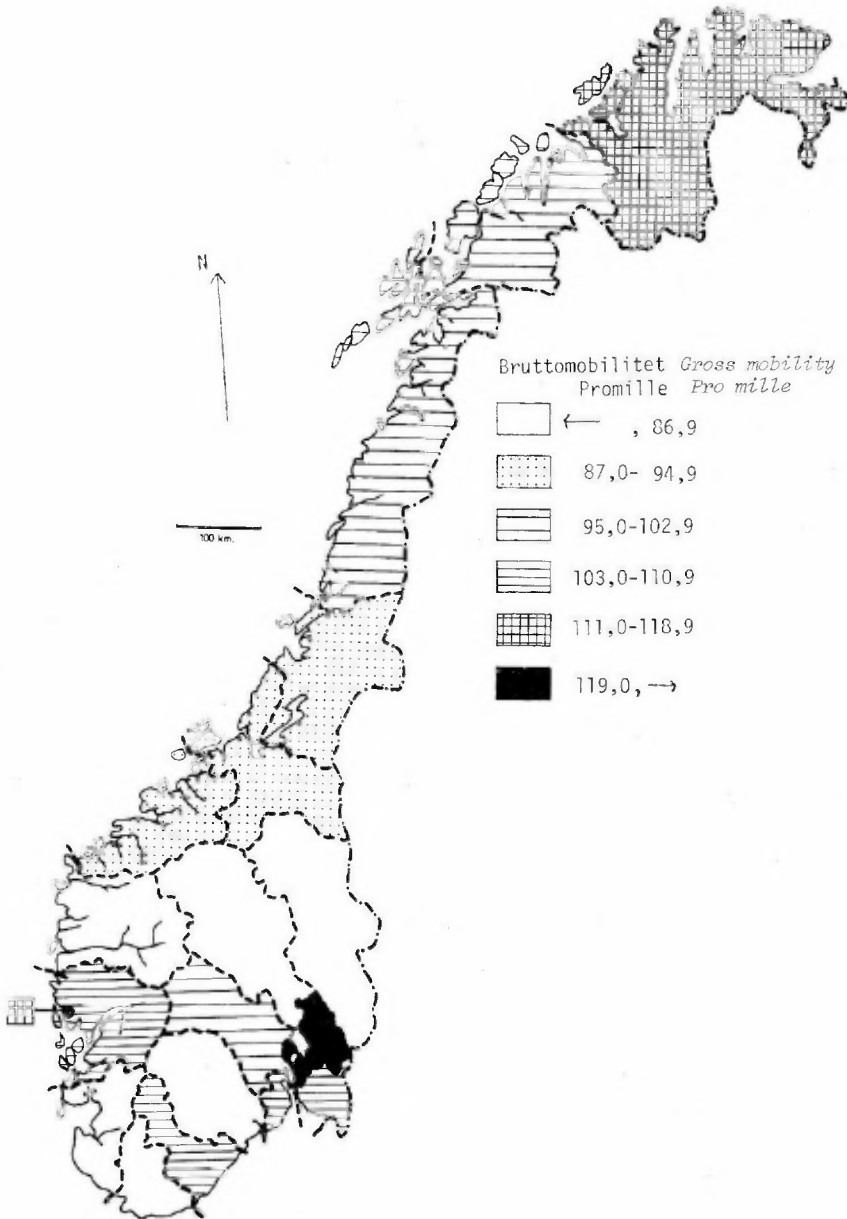 N
Bruttomobilitet Gross mobility
Promille Pro mille
← , 86,9
87,0- 94,9
95,0-102,9
103,0-110,9
111,0-118,9
119,0, →
100 km.